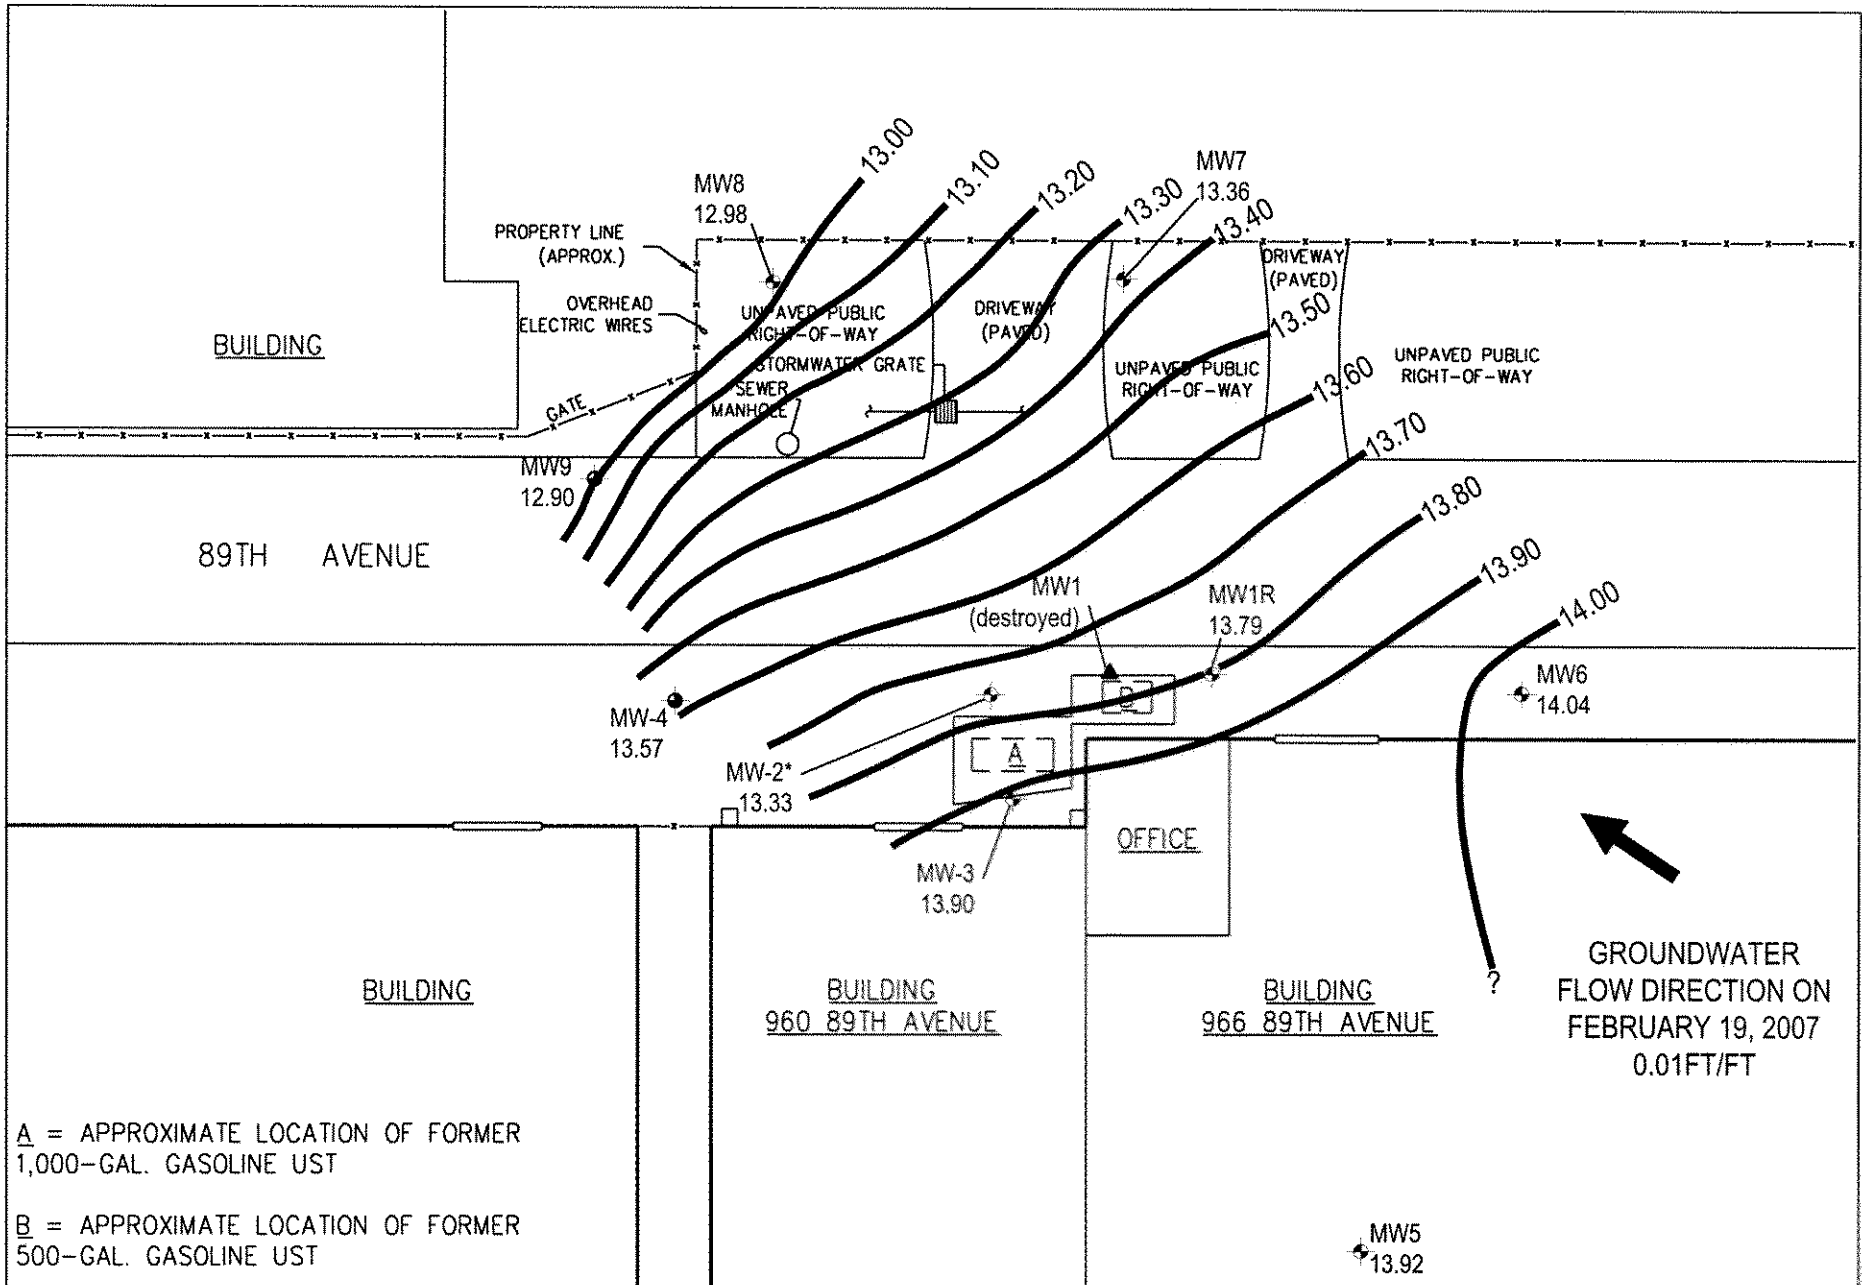 13.00
13.10
13.20
13.30
13.40
13.50
13.60
13.70
13.80
13.90
14.00
MW8
12.98
MW7
13.36
PROPERTY LINE
(APPROX.)
OVERHEAD
ELECTRIC WIRES
BUILDING
GATE
UNPAVED PUBLIC
RIGHT-OF-WAY
STORMWATER GRATE
SEWER
MANHOLE
DRIVEWAY
(PAVED)
UNPAVED PUBLIC
RIGHT-OF-WAY
DRIVEWAY
(PAVED)
UNPAVED PUBLIC
RIGHT-OF-WAY
MW9
12.90
89TH AVENUE
MW1
(destroyed)
MW1R
13.79
MW6
14.04
MW-4
13.57
MW-2*
13.33
B
A
MW-3
13.90
OFFICE
BUILDING
BUILDING
960 89TH AVENUE
BUILDING
966 89TH AVENUE
?
GROUNDWATER
FLOW DIRECTION ON
FEBRUARY 19, 2007
0.01FT/FT
A = APPROXIMATE LOCATION OF FORMER
1,000-GAL. GASOLINE UST
B = APPROXIMATE LOCATION OF FORMER
500-GAL. GASOLINE UST
MW5
13.92